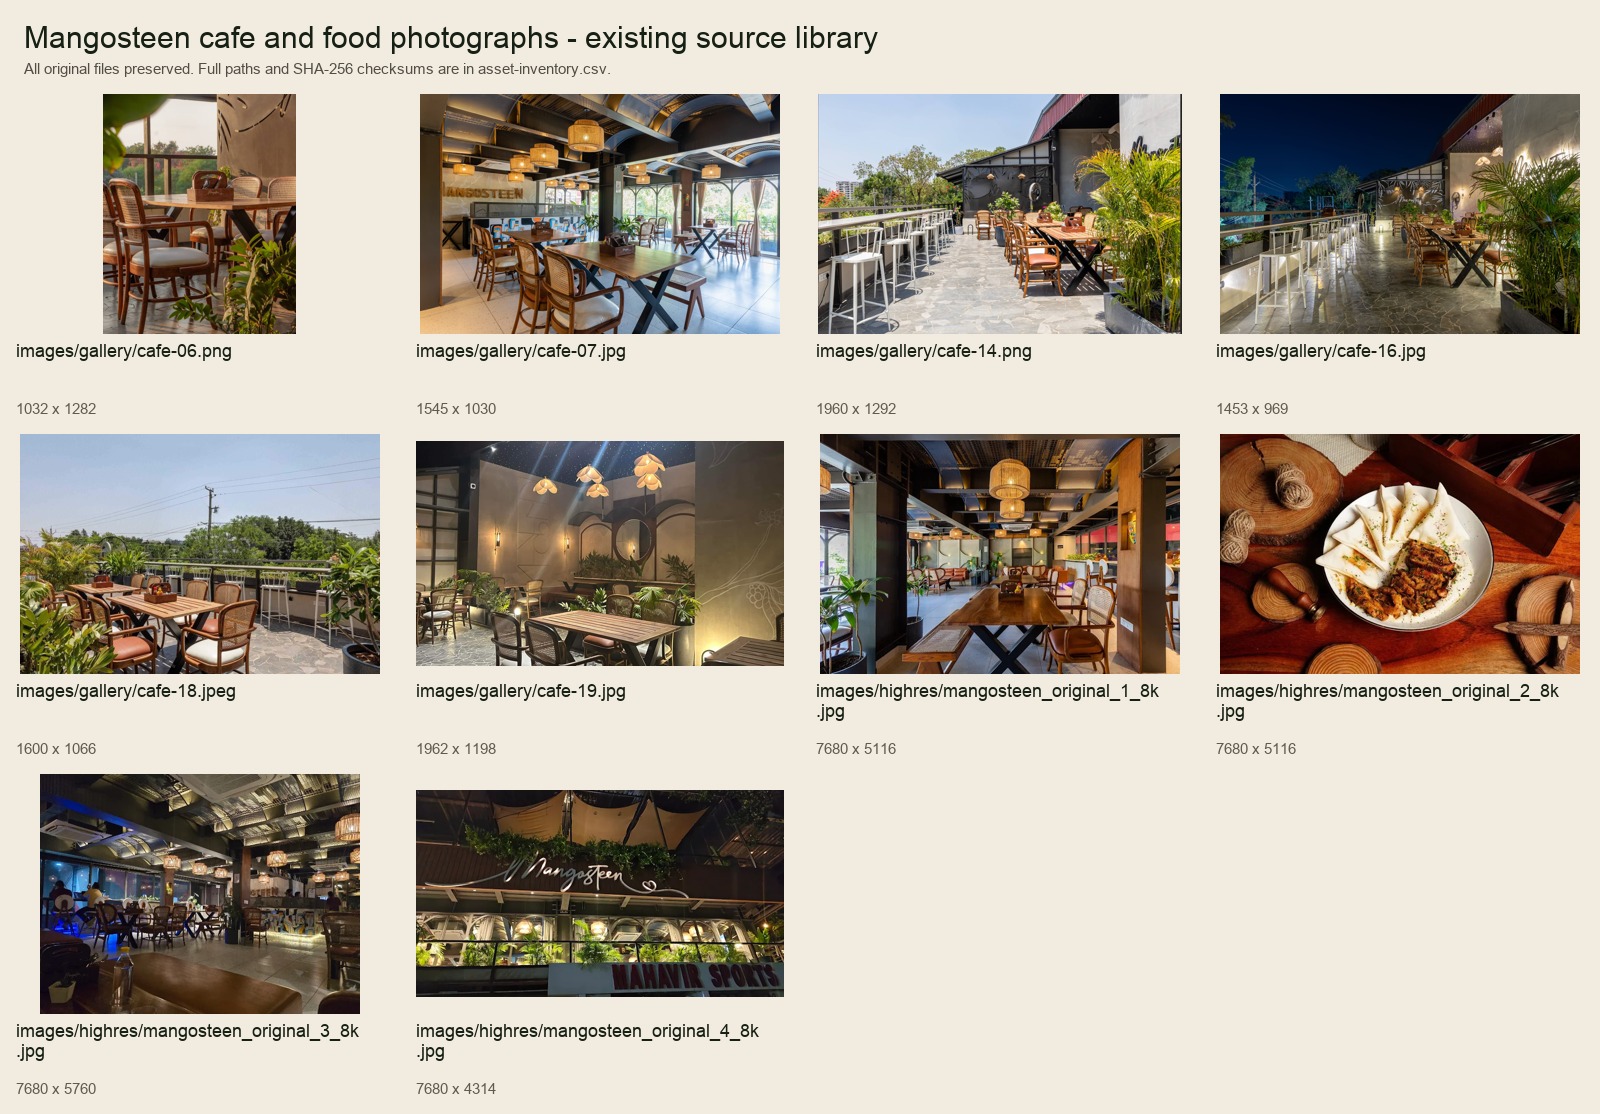 Mangosteen cafe and food photographs - existing source library
All original files preserved. Full paths and SHA-256 checksums are in asset-inventory.csv.
MANGOSTEEN
images/gallery/cafe-06.png
images/gallery/cafe-07.jpg
images/gallery/cafe-14.png
images/gallery/cafe-16.jpg
1032 x 1282
1545 x 1030
1960 x 1292
1453 x 969
images/gallery/cafe-18.jpeg
images/gallery/cafe-19.jpg
images/highres/mangosteen_original_1_8k
.jpg
images/highres/mangosteen_original_2_8k
.jpg
1600 x 1066
1962 x 1198
7680 x 5116
7680 x 5116
Mangosteen
MAHAVIR SPORTS
images/highres/mangosteen_original_3_8k
.jpg
images/highres/mangosteen_original_4_8k
.jpg
7680 x 5760
7680 x 4314